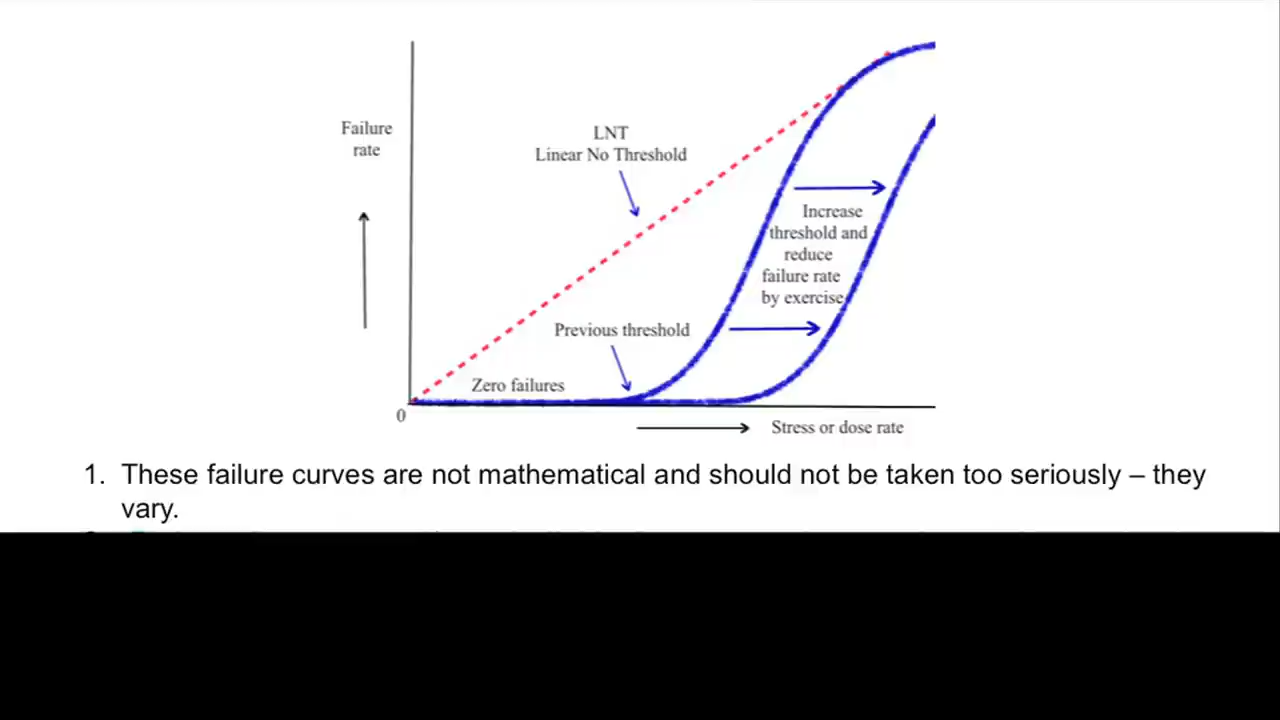 Failure
rate
LNT
Linear No Threshold
Increase
threshold and
reduce
failure rate
by exercise
Previous threshold
Zero failures
0
Stress or dose rate
1. These failure curves are not mathematical and should not be taken too seriously – they
vary.